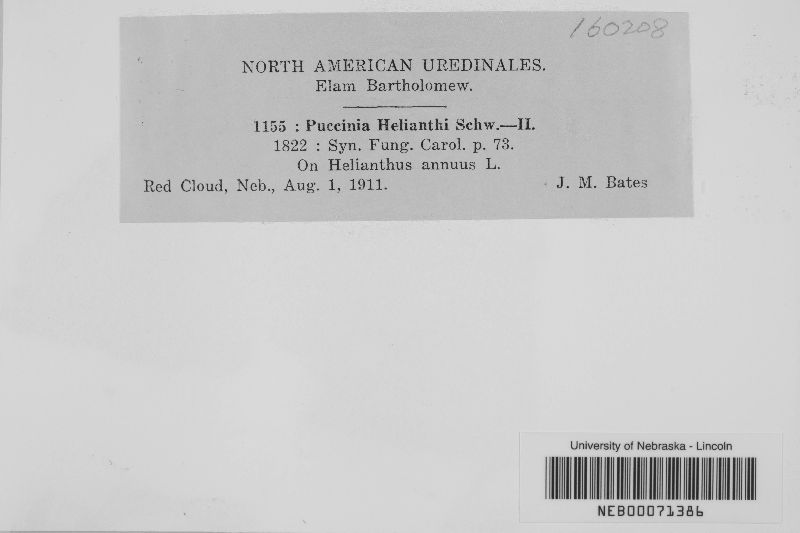 160208
NORTH AMERICAN UREDINALES.
Elam Bartholomew.
1155 : Puccinia Helianthi Schw.—II.
1822 : Syn. Fung. Carol. p. 73.
On Helianthus annuus L.
Red Cloud, Neb., Aug. 1, 1911. J. M. Bates
University of Nebraska - Lincoln
NEB00071386